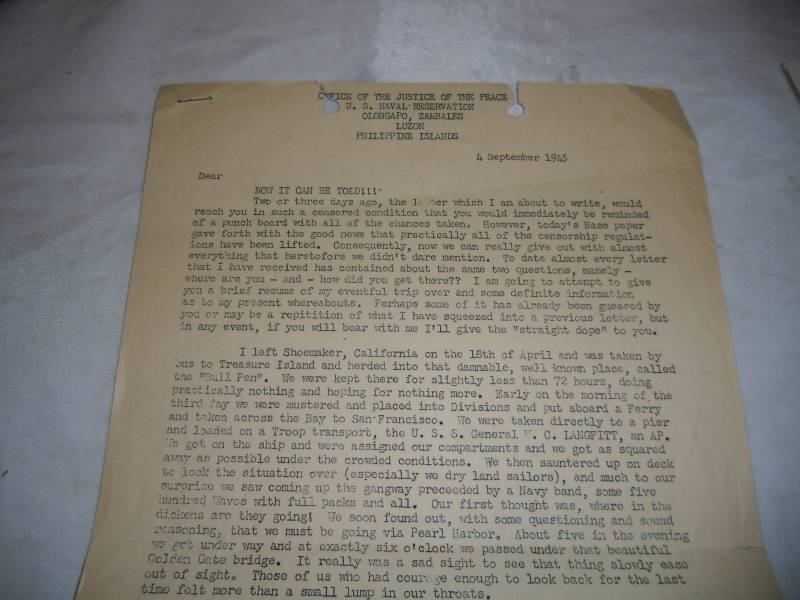 OFFICE OF THE JUSTICE OF THE PEACE
U. S. NAVAL RESERVATION
OLONGAPO, ZAMBALES
LUZON
PHILIPPINE ISLANDS
4 September 1945
Dear
NOW IT CAN BE TOLD!!!
Two or three days ago, the letter which I am about to write, would
reach you in such a censored condition that you would immediately be reminded
of a punch board with all of the chances taken. However, today's Base paper
gave forth with the good news that practically all of the censorship regulat-
ions have been lifted. Consequently, now we can really give out with almost
everything that heretofore we didn't dare mention. To date almost every letter
that I have received has contained about the same two questions, namely -
where are you - and - how did you get there?? I am going to attempt to give
you a brief resume of my eventful trip over and some definite information
as to my present whereabouts. Perhaps some of it has already been guessed by
you or may be a repitition of what I have squeezed into a previous letter, but
in any event, if you will bear with me I'll give the "straight dope" to you.
I left Shoemaker, California on the 18th of April and was taken by
bus to Treasure Island and herded into that damnable, well known place, called
the "Bull Pen". We were kept there for slightly less than 72 hours, doing
practically nothing and hoping for nothing more. Early on the morning of the
third day we were mustered and placed into Divisions and put aboard a Ferry
and taken across the Bay to San Francisco. We were taken directly to a pier
and loaded on a Troop transport, the U. S. S. General W. C. LANGFITT, an AP.
We got on the ship and were assigned our compartments and we got as squared
away as possible under the crowded conditions. We then sauntered up on deck
to look the situation over (especially we dry land sailors), and much to our
surprise we saw coming up the gangway preceeded by a Navy band, some five
hundred Waves with full packs and all. Our first thought was, where in the
dickens are they going! We soon found out, with some questioning and sound
reasoning, that we must be going via Pearl Harbor. About five in the evening
we got under way and at exactly six o'clock we passed under that beautiful
Golden Gate bridge. It really was a sad sight to see that thing slowly ease
out of sight. Those of us who had courage enough to look back for the last
time felt more than a small lump in our throats.